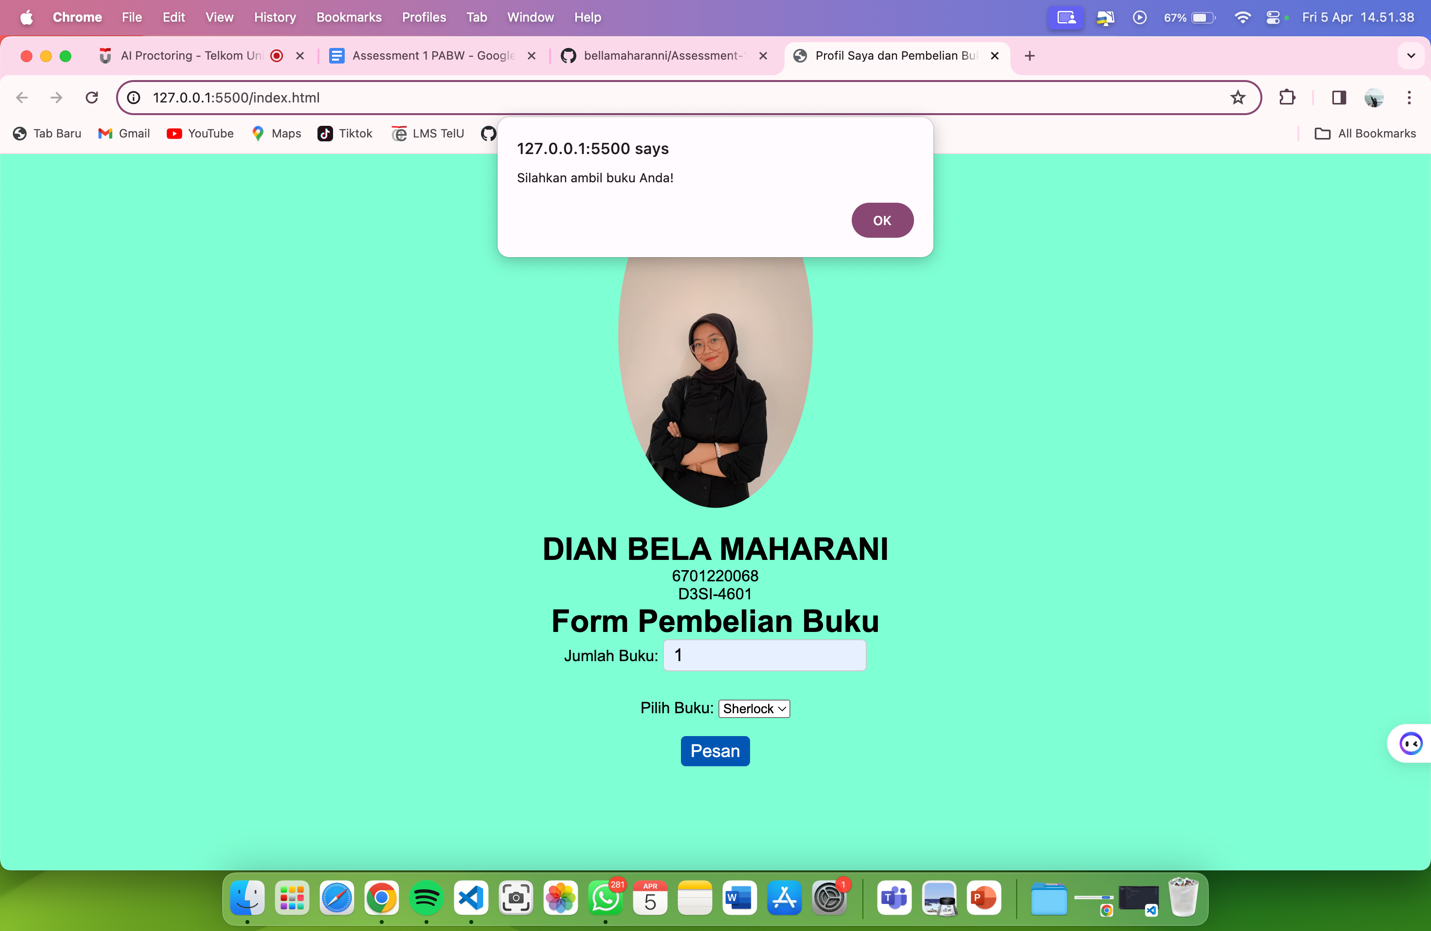 Chrome File Edit View History Bookmarks Profiles Tab Window Help 67% Fri 5 Apr 14.51.38
AI Proctoring - Telkom Uni Assessment 1 PABW - Google bellamaharanni/Assessment- Profil Saya dan Pembelian Bu
127.0.0.1:5500/index.html
Tab Baru Gmail YouTube Maps Tiktok LMS TelU All Bookmarks
127.0.0.1:5500 says
Silahkan ambil buku Anda!
OK
DIAN BELA MAHARANI
6701220068
D3SI-4601
Form Pembelian Buku
Jumlah Buku: 1
Pilih Buku: Sherlock
Pesan
281 APR 1
5